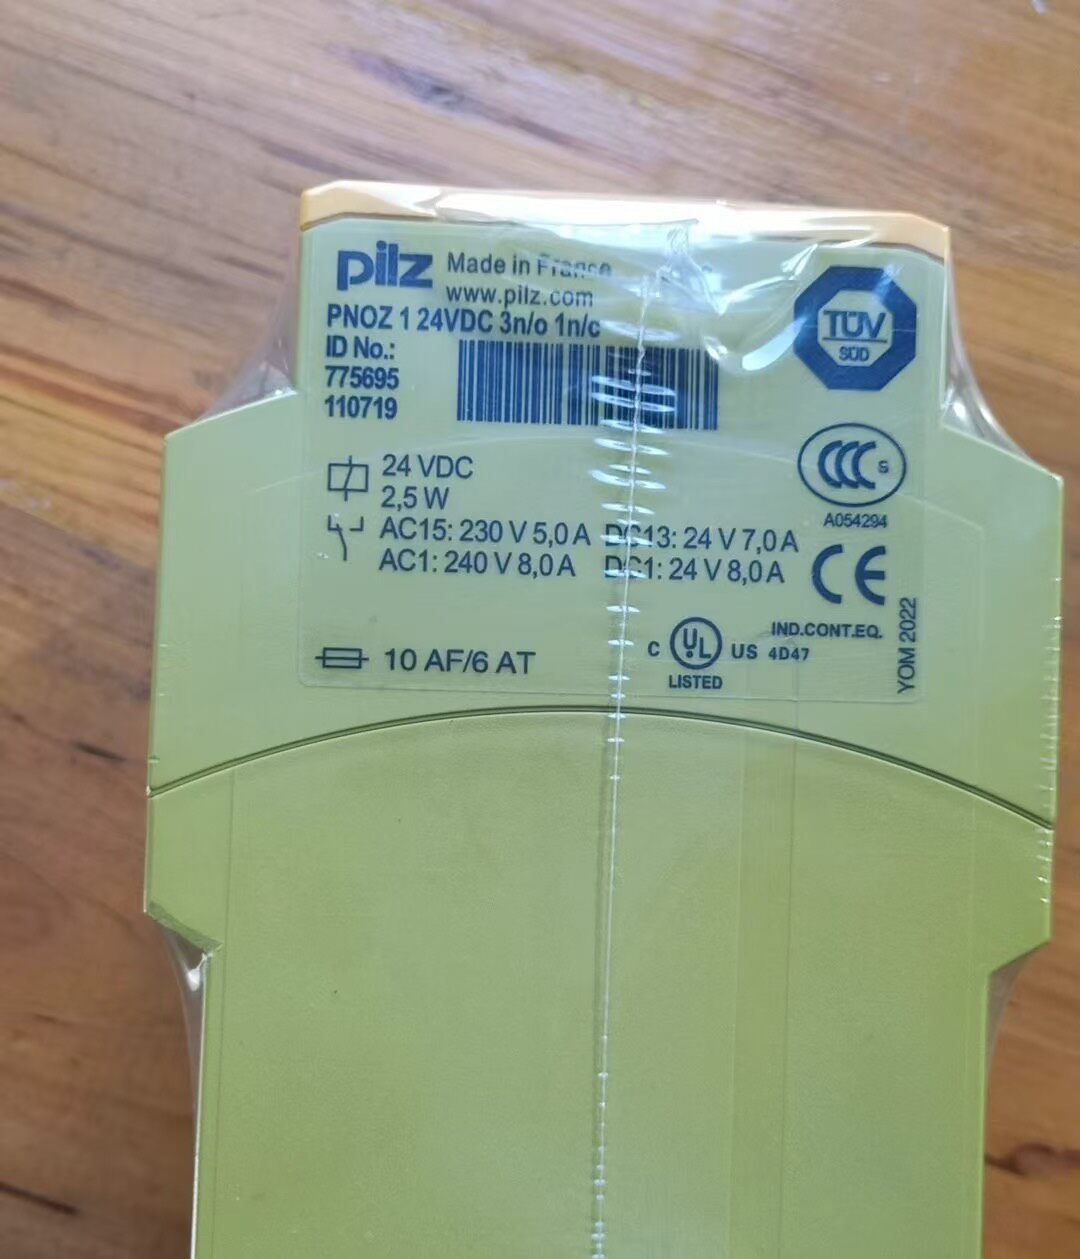 pilz Made in France
www.pilz.com
PNOZ 1 24VDC 3n/o 1n/c
ID No.:
775695
110719
TÜV
SÜD
24 VDC
2,5 W
AC15: 230 V 5,0 A DC13: 24 V 7,0 A
AC1: 240 V 8,0 A DC1: 24 V 8,0 A
CCC S
A054294
CE
10 AF/6 AT
C UL US
LISTED
IND.CONT.EQ.
4D47
YOM 2022